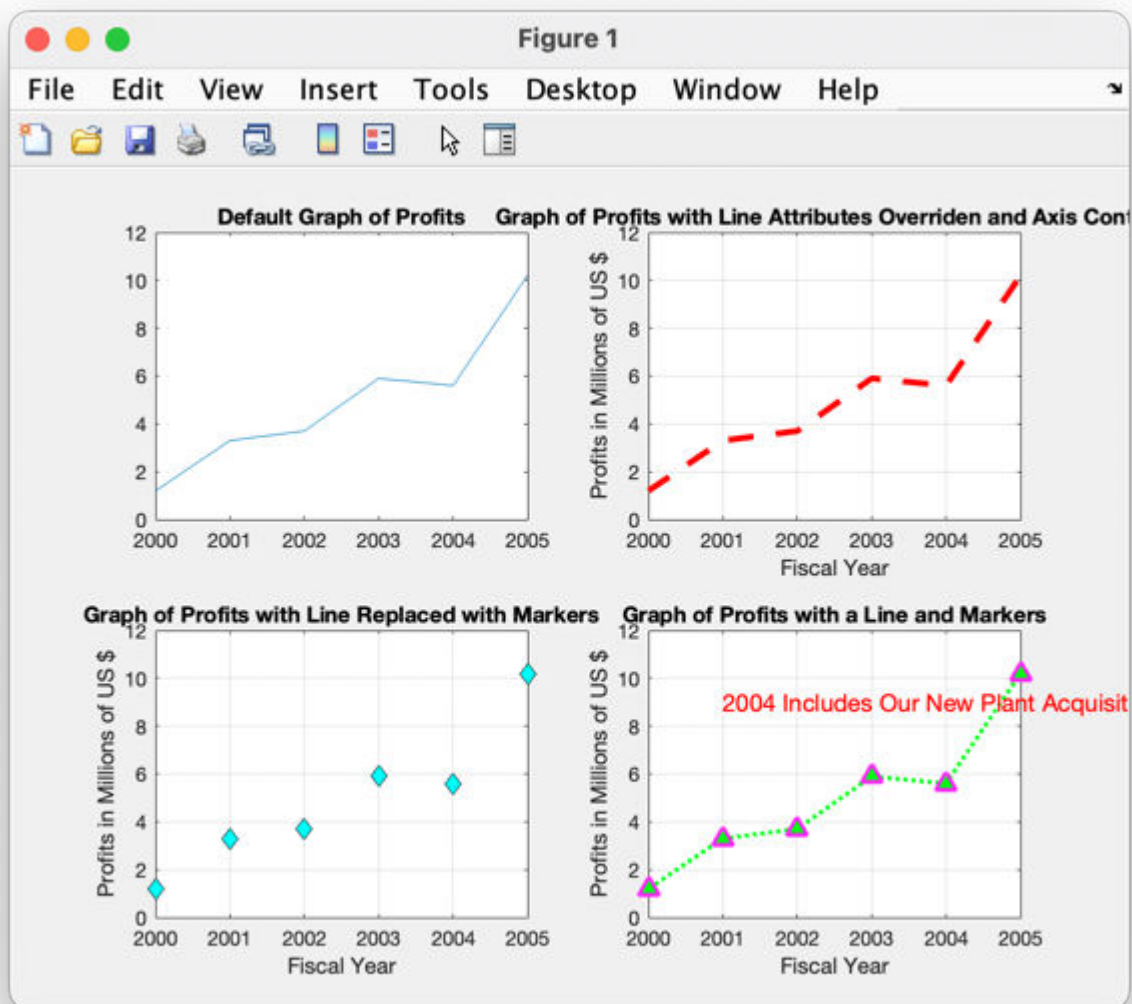 Figure 1
File Edit View Insert Tools Desktop Window Help
Default Graph of Profits
12
10
8
6
4
2
0
2000 2001 2002 2003 2004 2005
Graph of Profits with Line Attributes Overriden and Axis Cont
Profits in Millions of US $
12
10
8
6
4
2
0
2000 2001 2002 2003 2004 2005
Fiscal Year
Graph of Profits with Line Replaced with Markers
Profits in Millions of US $
12
10
8
6
4
2
0
2000 2001 2002 2003 2004 2005
Fiscal Year
Graph of Profits with a Line and Markers
Profits in Millions of US $
12
10
8
6
4
2
0
2004 Includes Our New Plant Acquisit
2000 2001 2002 2003 2004 2005
Fiscal Year